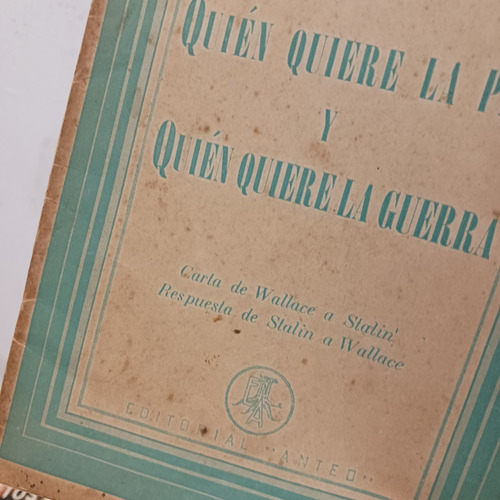 QUIÉN QUIERE LA P
Y
QUIÉN QUIERE LA GUERRA
Carta de Wallace a Stalin
Respuesta de Stalin a Wallace
EDITORIAL "ANTEO"